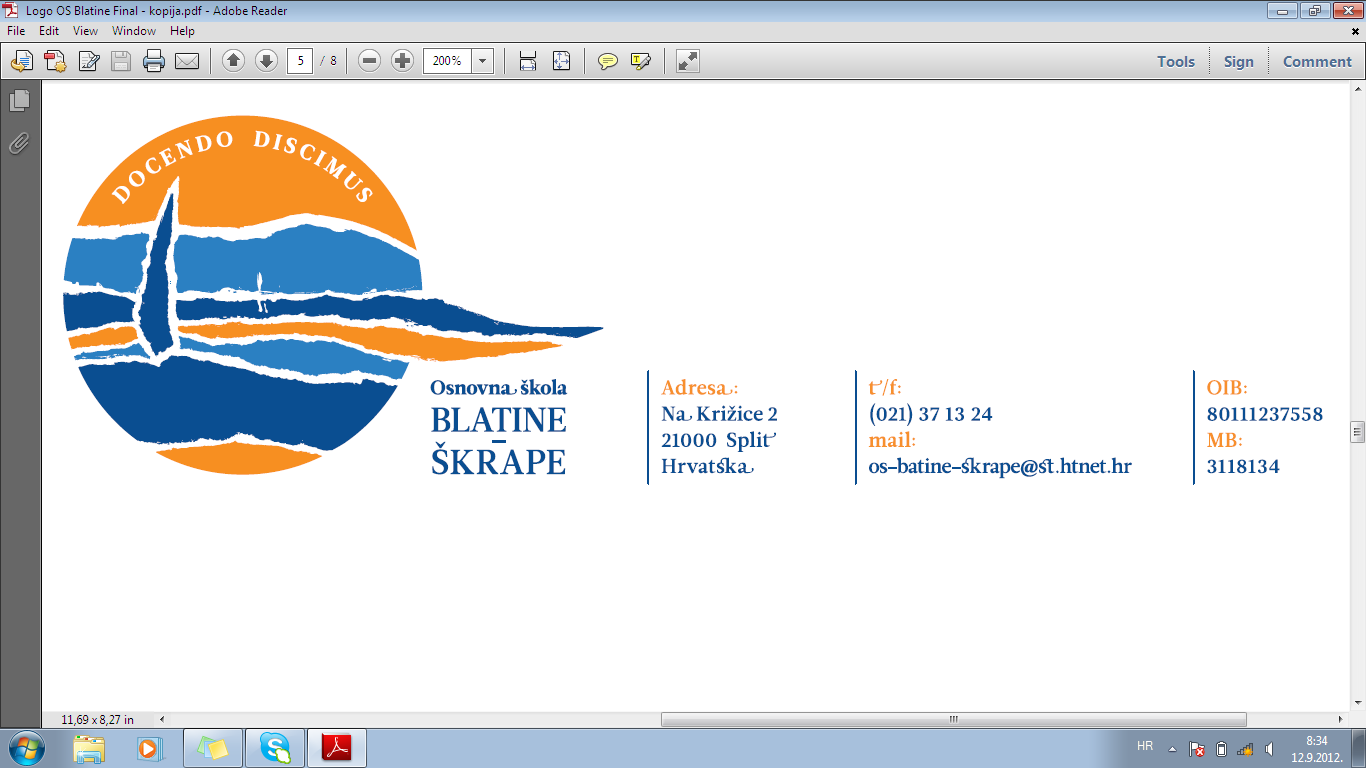 Logo OS Blatine Final - kopija.pdf - Adobe Reader
File Edit View Window Help
5 / 8 200% Tools Sign Comment
DOCENDO DISCIMUS
Osnovna škola
BLATINE
–
ŠKRAPE
Adresa:
Na Križice 2
21000 Split
Hrvatska
t/f:
(021) 37 13 24
mail:
os-batine-skrape@st.htnet.hr
OIB:
80111237558
MB:
3118134
11,69 x 8,27 in
HR
8:34
12.9.2012.